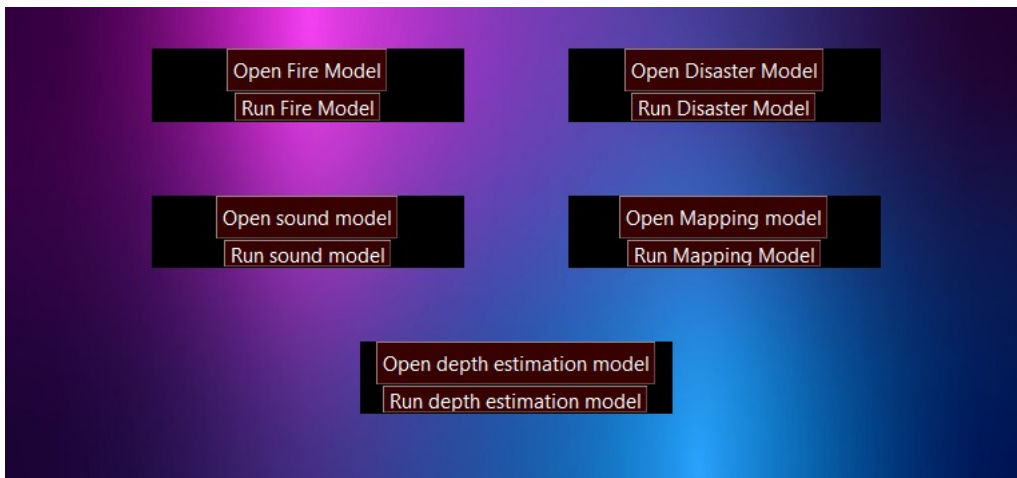 Open Fire Model
Run Fire Model
Open Disaster Model
Run Disaster Model
Open sound model
Run sound model
Open Mapping model
Run Mapping Model
Open depth estimation model
Run depth estimation model